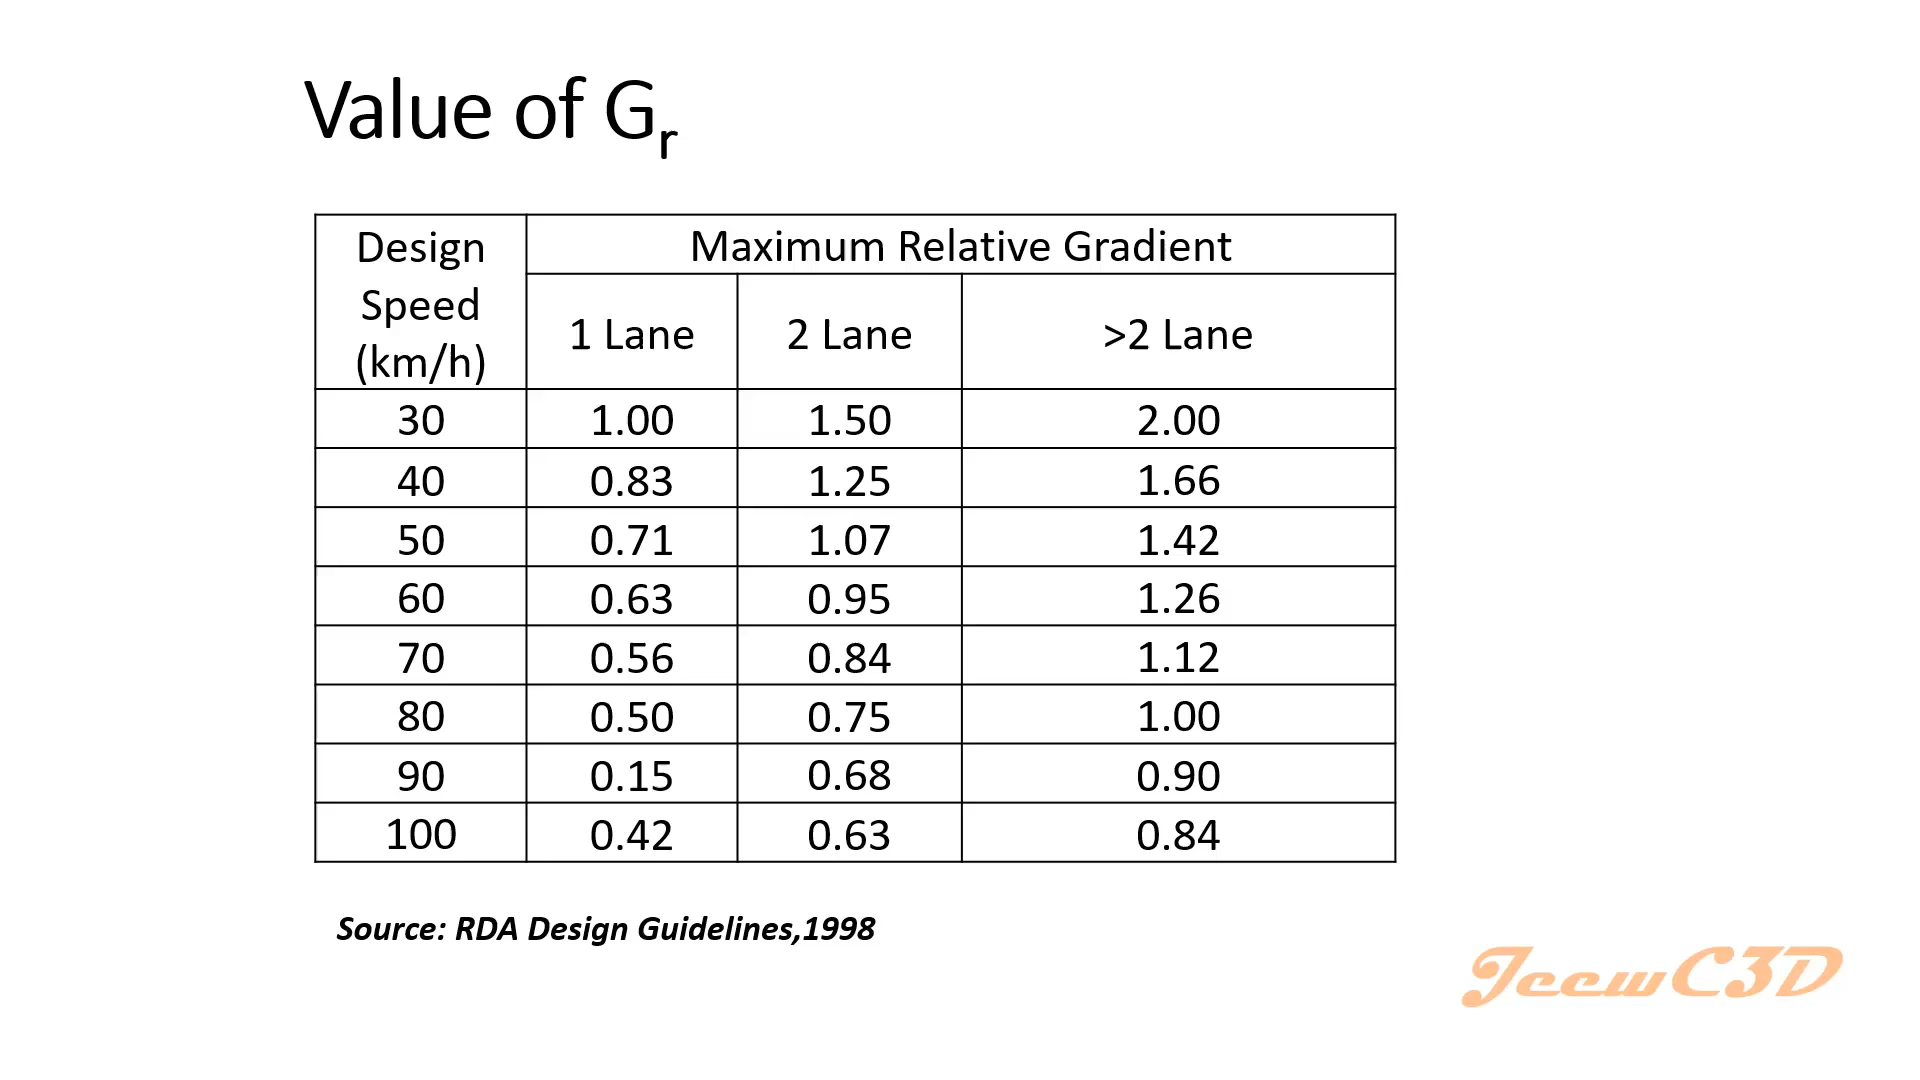 Value of Gr
Design Speed (km/h) Maximum Relative Gradient
1 Lane 2 Lane >2 Lane
30 1.00 1.50 2.00
40 0.83 1.25 1.66
50 0.71 1.07 1.42
60 0.63 0.95 1.26
70 0.56 0.84 1.12
80 0.50 0.75 1.00
90 0.15 0.68 0.90
100 0.42 0.63 0.84
Source: RDA Design Guidelines,1998
JeewC3D